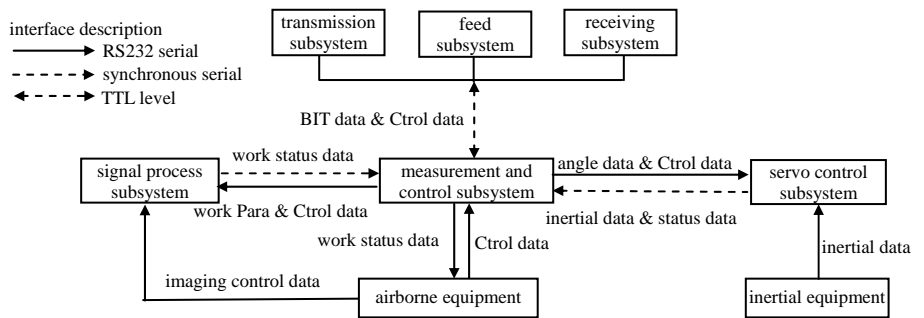 interface description
RS232 serial
synchronous serial
TTL level
transmission
subsystem
feed
subsystem
receiving
subsystem
BIT data & Ctrol data
signal process
subsystem
work status data
work Para & Ctrol data
measurement and
control subsystem
angle data & Ctrol data
inertial data & status data
servo control
subsystem
work status data
Ctrol data
inertial data
imaging control data
airborne equipment
inertial equipment